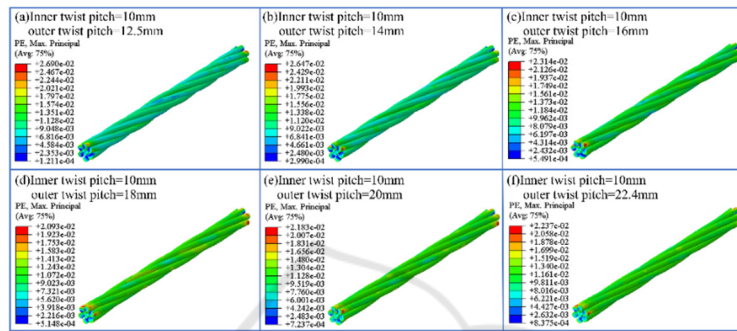 (a)Inner twist pitch=10mm
outer twist pitch=12.5mm
PE, Max. Principal
(Avg: 75%)
+2.690e-02
+2.467e-02
+2.244e-02
+2.021e-02
+1.797e-02
+1.574e-02
+1.351e-02
+1.128e-02
+9.048e-03
+6.816e-03
+4.584e-03
+2.353e-03
+1.211e-04
(b)Inner twist pitch=10mm
outer twist pitch=14mm
PE, Max. Principal
(Avg: 75%)
+2.647e-02
+2.429e-02
+2.211e-02
+1.993e-02
+1.775e-02
+1.556e-02
+1.338e-02
+1.120e-02
+9.022e-03
+6.841e-03
+4.661e-03
+2.480e-03
+2.990e-04
(c)Inner twist pitch=10mm
outer twist pitch=16mm
PE, Max. Principal
(Avg: 75%)
+2.314e-02
+2.126e-02
+1.937e-02
+1.749e-02
+1.561e-02
+1.373e-02
+1.184e-02
+9.962e-03
+8.079e-03
+6.197e-03
+4.314e-03
+2.432e-03
+5.491e-04
(d)Inner twist pitch=10mm
outer twist pitch=18mm
PE, Max. Principal
(Avg: 75%)
+2.093e-02
+1.923e-02
+1.753e-02
+1.583e-02
+1.413e-02
+1.243e-02
+1.072e-02
+9.023e-03
+7.321e-03
+5.620e-03
+3.918e-03
+2.216e-03
+5.148e-04
(e)Inner twist pitch=10mm
outer twist pitch=20mm
PE, Max. Principal
(Avg: 75%)
+2.183e-02
+2.007e-02
+1.831e-02
+1.656e-02
+1.480e-02
+1.304e-02
+1.128e-02
+9.519e-03
+7.760e-03
+6.001e-03
+4.242e-03
+2.483e-03
+7.237e-04
(f)Inner twist pitch=10mm
outer twist pitch=22.4mm
PE, Max. Principal
(Avg: 75%)
+2.237e-02
+2.058e-02
+1.878e-02
+1.699e-02
+1.519e-02
+1.340e-02
+1.161e-02
+9.811e-03
+8.016e-03
+6.221e-03
+4.427e-03
+2.632e-03
+8.375e-04